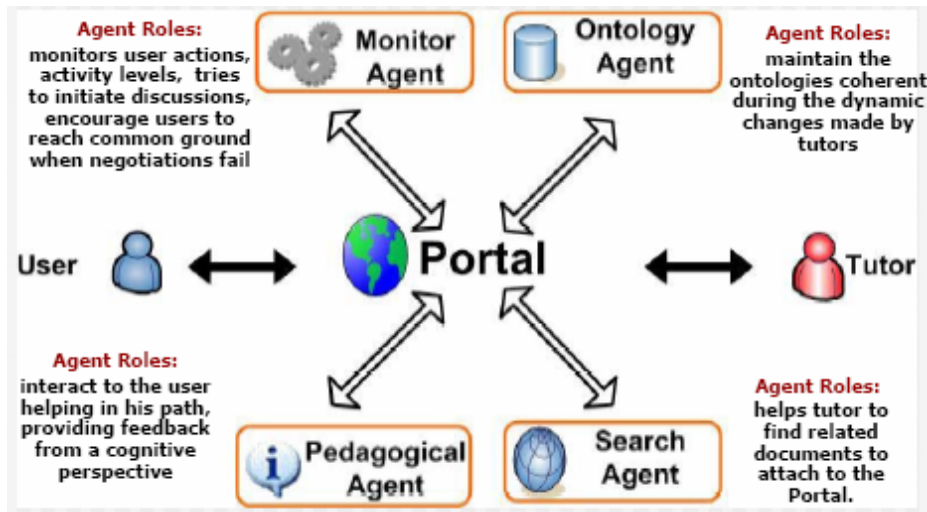 Agent Roles:
monitors user actions,
activity levels, tries
to initiate discussions,
encourage users to
reach common ground
when negotiations fail
Monitor
Agent
Ontology
Agent
Agent Roles:
maintain the
ontologies coherent
during the dynamic
changes made by
tutors
User
Portal
Tutor
Agent Roles:
interact to the user
helping in his path,
providing feedback
from a cognitive
perspective
i
Pedagogical
Agent
Search
Agent
Agent Roles:
helps tutor to
find related
documents to
attach to the
Portal.